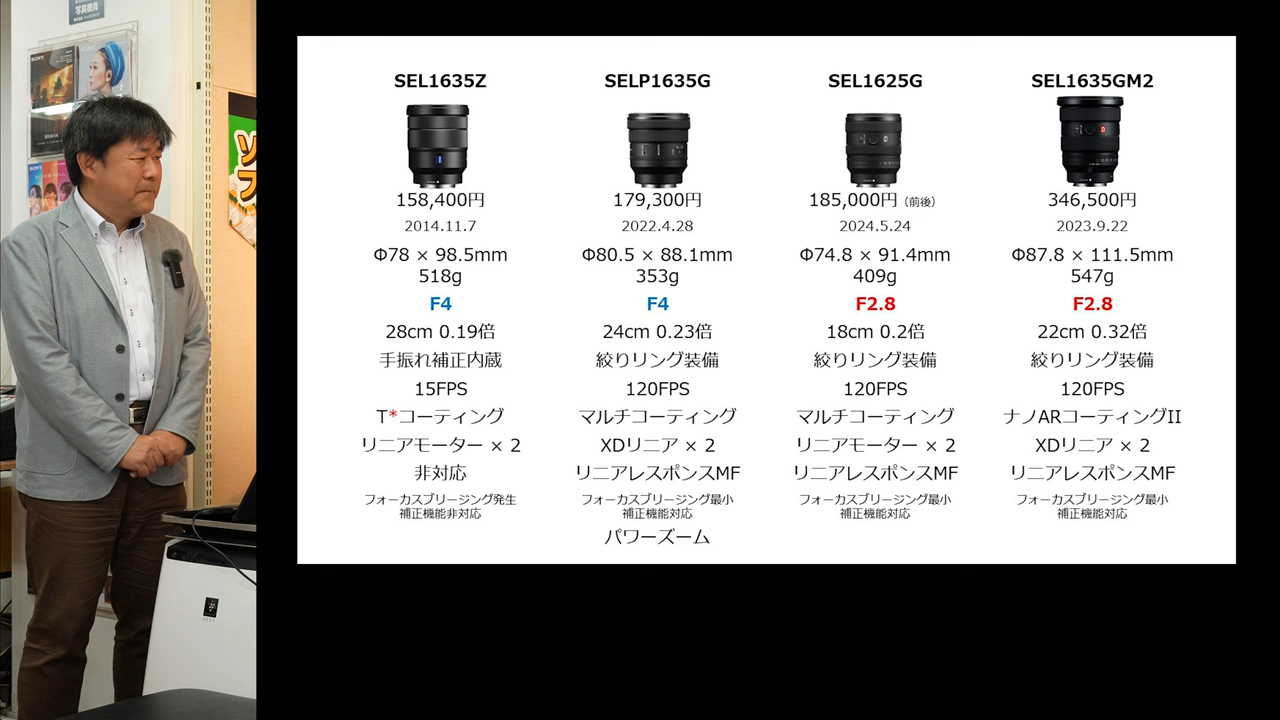 SONY
SONY
BRAVIA
SONY
ソ
フ
SEL1635Z
158,400円
2014.11.7
Φ78 × 98.5mm
518g
F4
28cm 0.19倍
手振れ補正内蔵
15FPS
T*コーティング
リニアモーター × 2
非対応
フォーカスブリージング発生
補正機能非対応
SELP1635G
179,300円
2022.4.28
Φ80.5 × 88.1mm
353g
F4
24cm 0.23倍
絞りリング装備
120FPS
マルチコーティング
XDリニア × 2
リニアレスポンスMF
フォーカスブリージング最小
補正機能対応
パワーズーム
SEL1625G
185,000円（前後）
2024.5.24
Φ74.8 × 91.4mm
409g
F2.8
18cm 0.2倍
絞りリング装備
120FPS
マルチコーティング
リニアモーター × 2
リニアレスポンスMF
フォーカスブリージング最小
補正機能対応
SEL1635GM2
346,500円
2023.9.22
Φ87.8 × 111.5mm
547g
F2.8
22cm 0.32倍
絞りリング装備
120FPS
ナノARコーティングII
XDリニア × 2
リニアレスポンスMF
フォーカスブリージング最小
補正機能対応